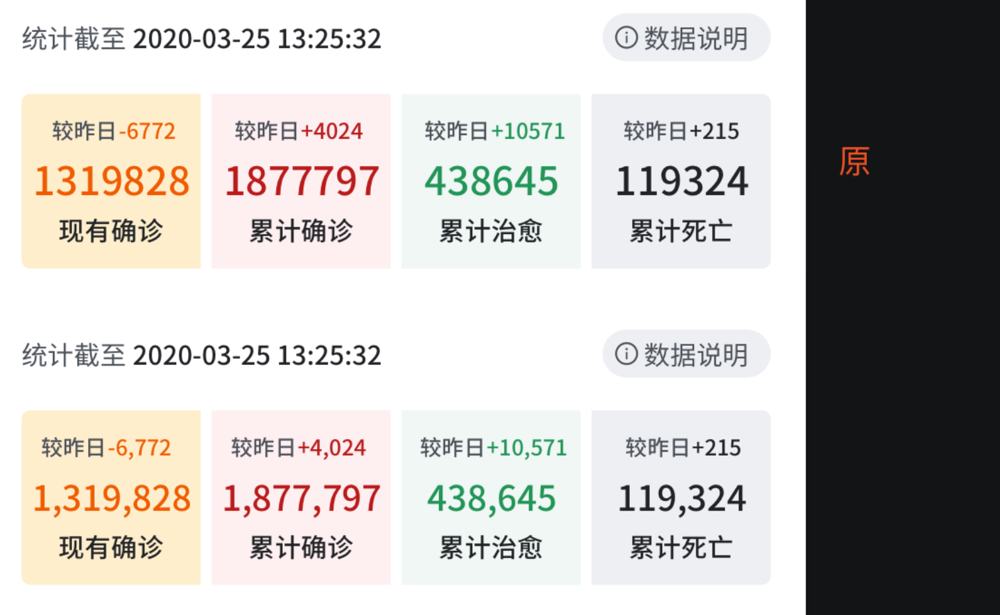 统计截至 2020-03-25 13:25:32 数据说明
较昨日-6772 较昨日+4024 较昨日+10571 较昨日+215
1319828 1877797 438645 119324
现有确诊 累计确诊 累计治愈 累计死亡
原
统计截至 2020-03-25 13:25:32 数据说明
较昨日-6,772 较昨日+4,024 较昨日+10,571 较昨日+215
1,319,828 1,877,797 438,645 119,324
现有确诊 累计确诊 累计治愈 累计死亡